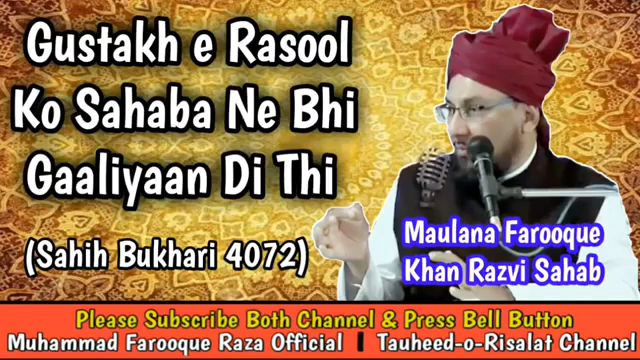 Gustakh e Rasool
Ko Sahaba Ne Bhi
Gaaliyaan Di Thi
(Sahih Bukhari 4072)
Maulana Farooque
Khan Razvi Sahab
Please Subscribe Both Channel & Press Bell Button
Muhammad Farooque Raza Official | Tauheed-o-Risalat Channel